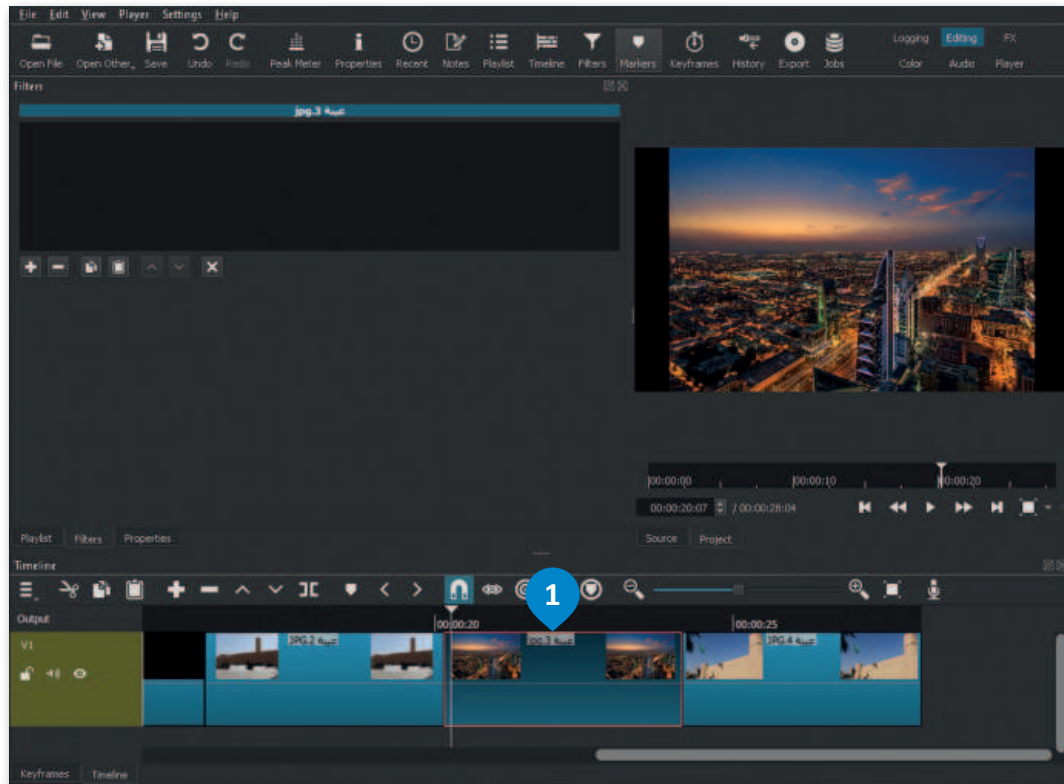 File Edit View Player Settings Help
Open File Open Other... Save Undo Redo Peak Meter Properties Recent Notes Playlist Timeline Filters Markers Keyframes History Export Jobs
Logging Editing FX
Color Audio Player
Filters
عينة 3.jpg
00:00:00 00:00:10 00:00:20
00:00:20:07 / 00:00:28:04
Playlist Filters Properties
Source Project
Timeline
1
Output
00:00:20 00:00:25
V1
عينة 2.JPG عينة 3.jpg عينة 4.JPG
Keyframes Timeline